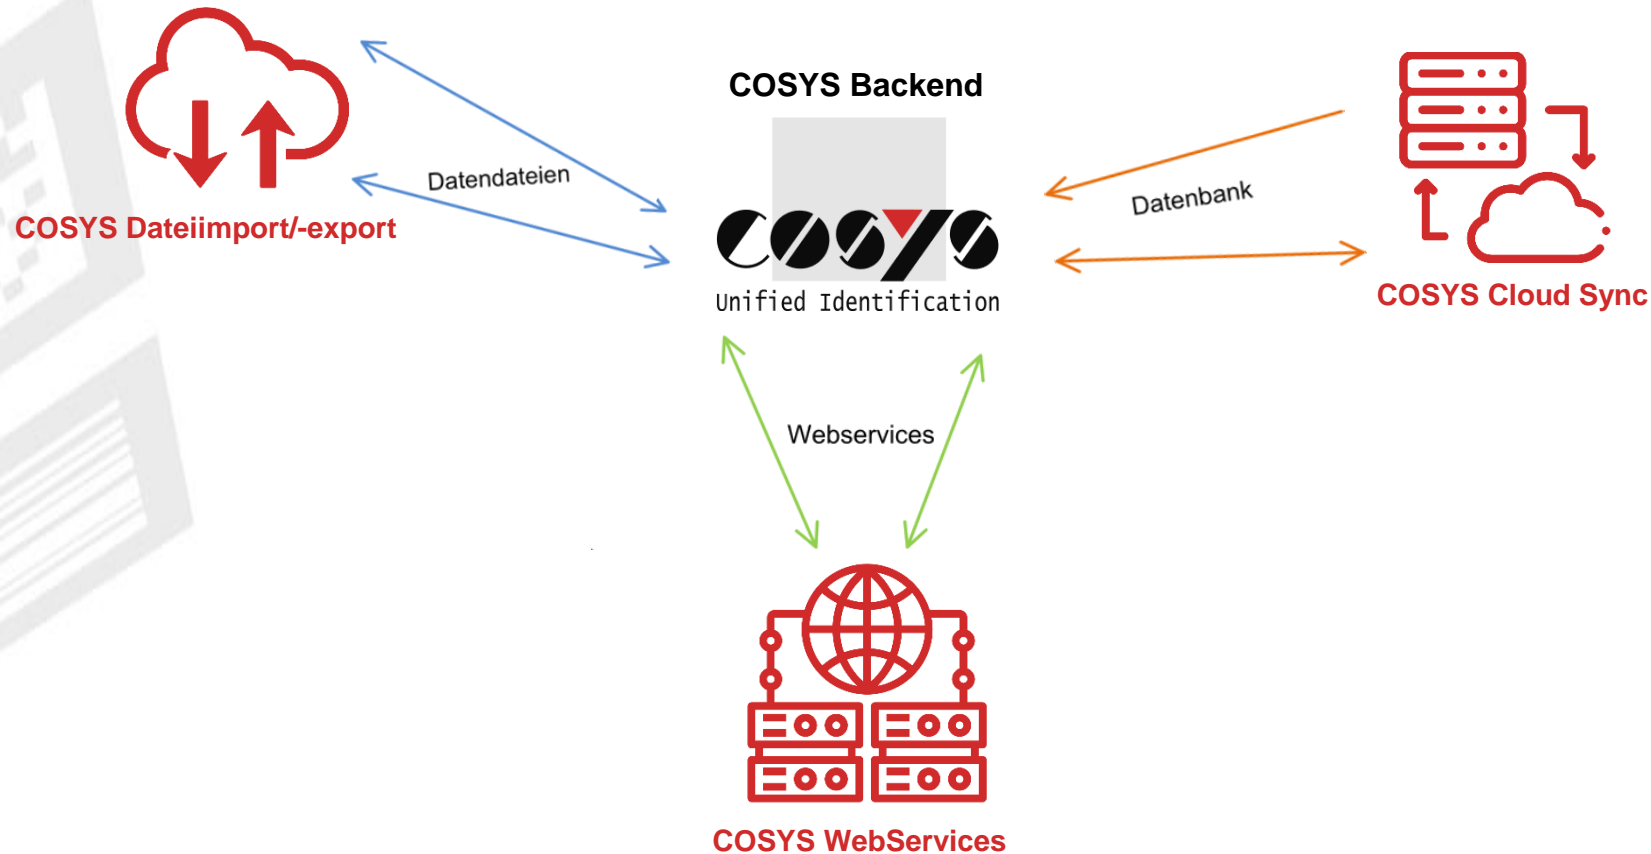 COSYS Backend
Datendateien
COSYS Dateiimport/-export
COSYS
Unified Identification
Datenbank
COSYS Cloud Sync
Webservices
COSYS WebServices